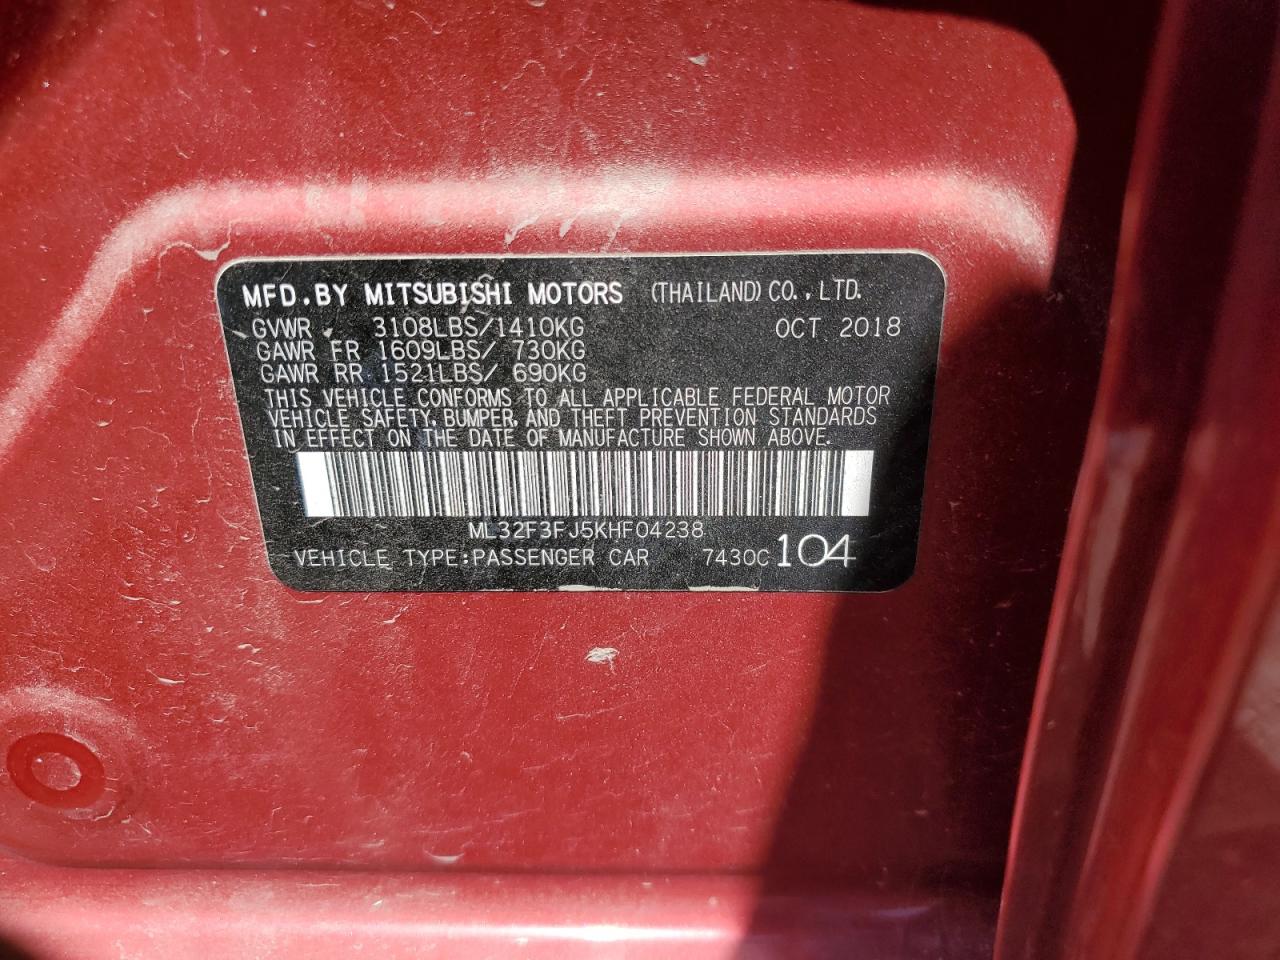 MFD.BY MITSUBISHI MOTORS (THAILAND) CO.,LTD.
GVWR 3108LBS/1410KG OCT 2018
GAWR FR 1609LBS/ 730KG
GAWR RR 1521LBS/ 690KG
THIS VEHICLE CONFORMS TO ALL APPLICABLE FEDERAL MOTOR
VEHICLE SAFETY, BUMPER, AND THEFT PREVENTION STANDARDS
IN EFFECT ON THE DATE OF MANUFACTURE SHOWN ABOVE.
ML32F3FJ5KHF04238
VEHICLE TYPE:PASSENGER CAR 7430C 104